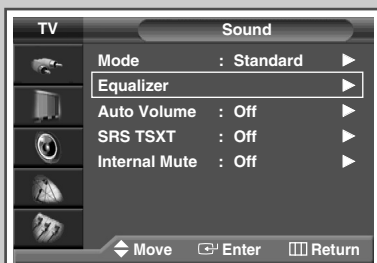 TV Sound
Mode : Standard
Equalizer
Auto Volume : Off
SRS TSXT : Off
Internal Mute : Off
Move Enter Return